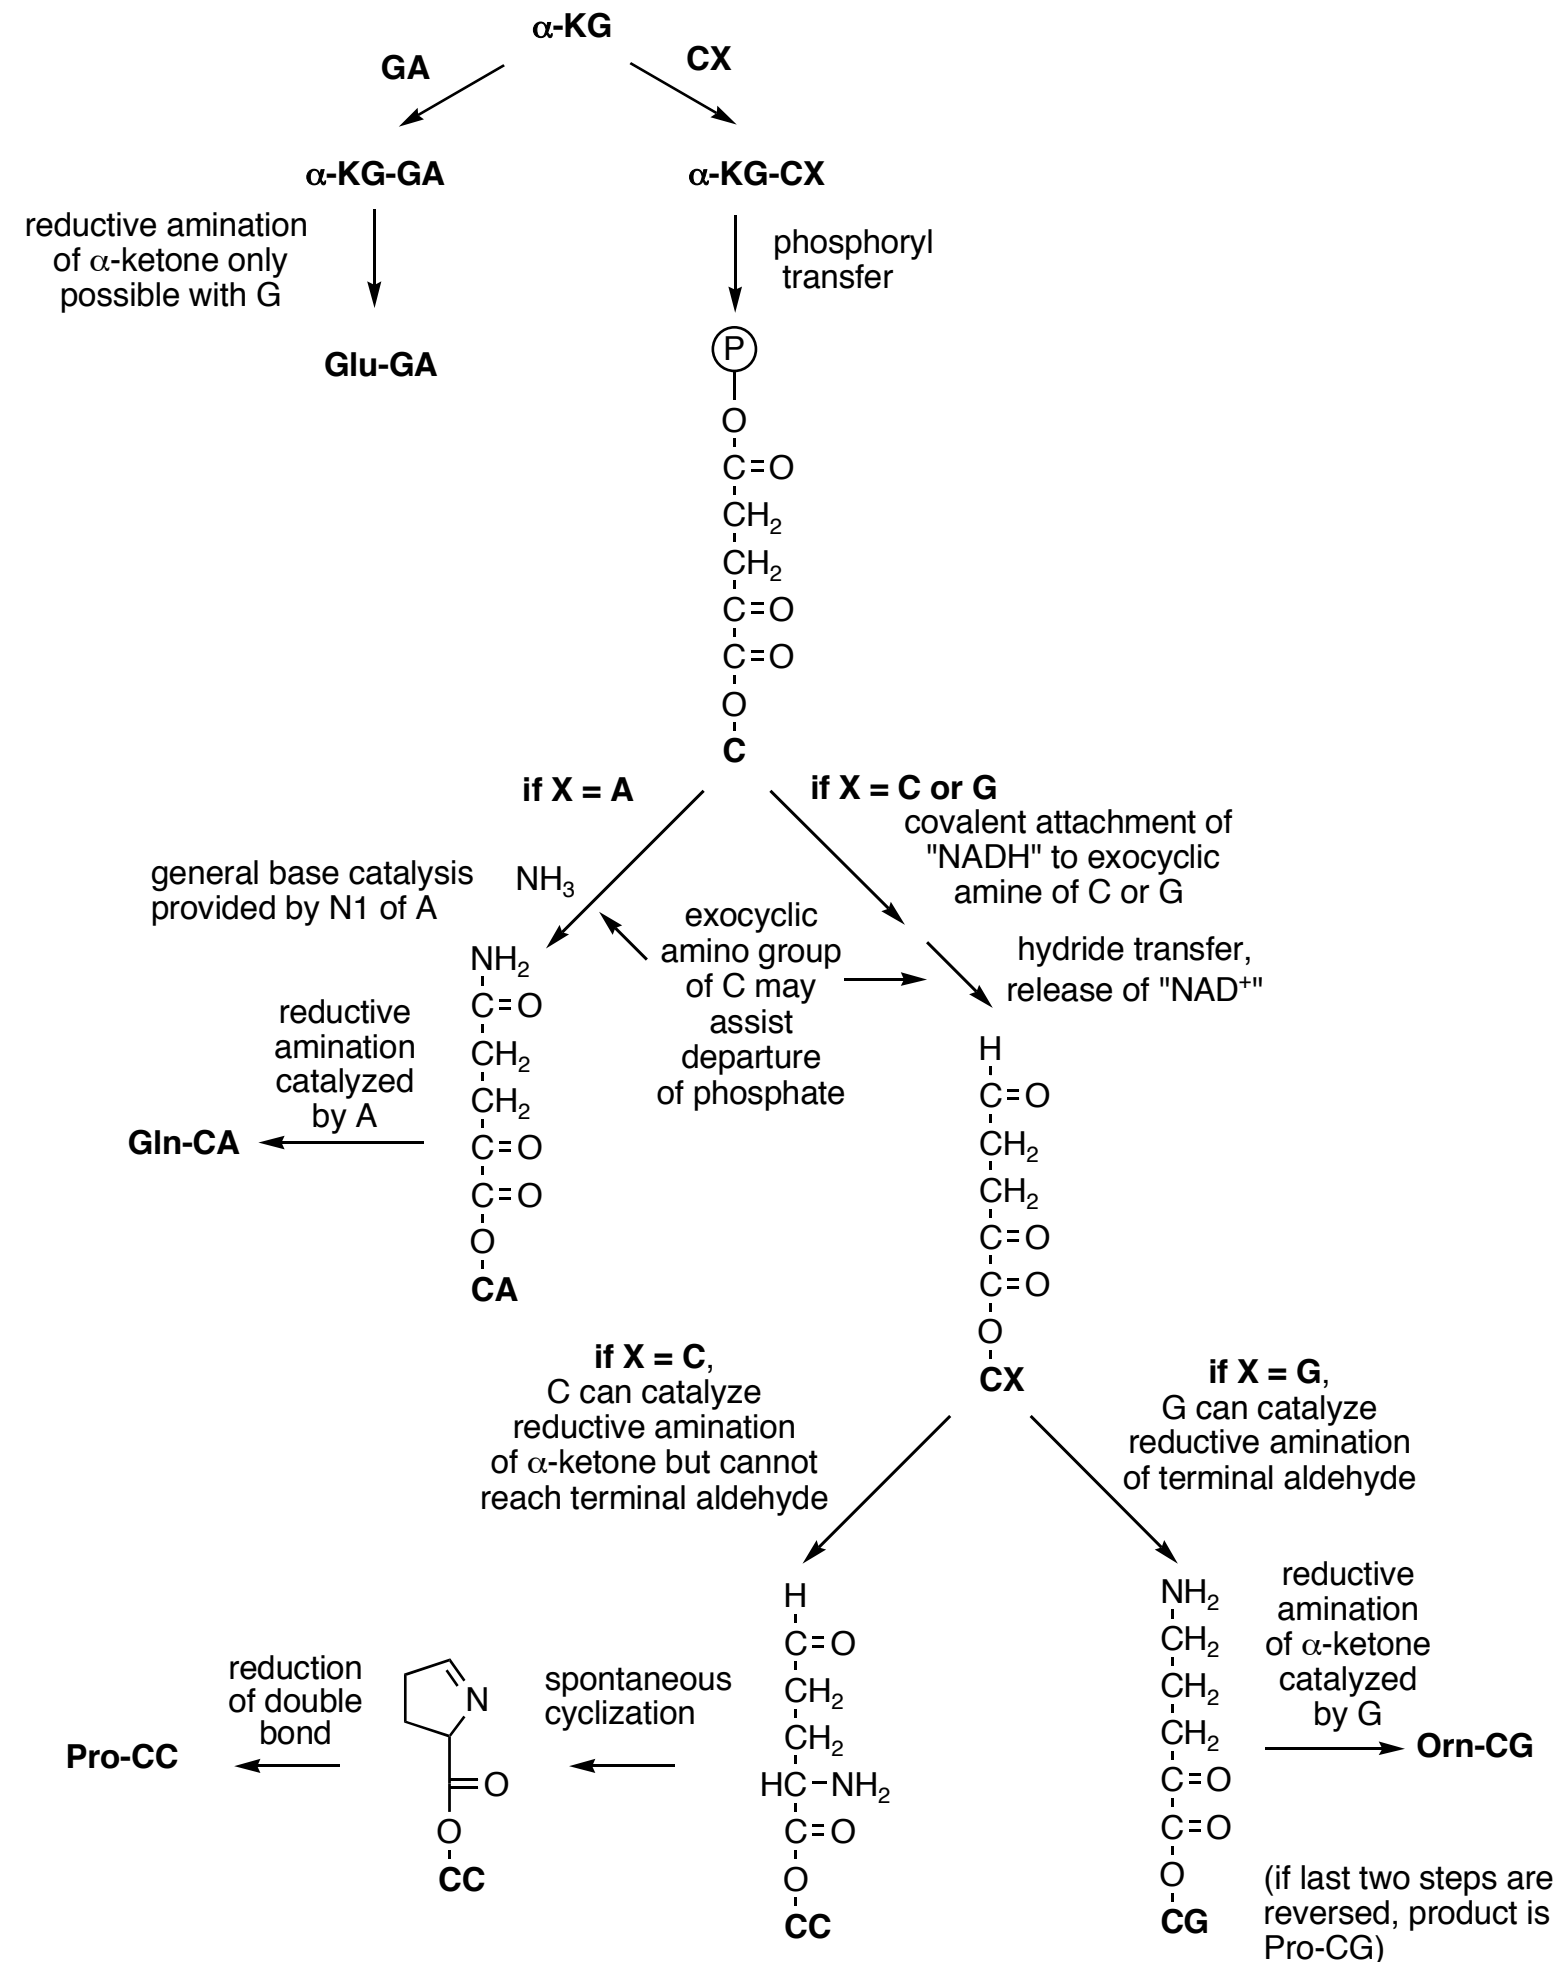 α-KG
GA
CX
α-KG-GA
α-KG-CX
reductive amination
of α-ketone only
possible with G
phosphoryl
transfer
Glu-GA
P
O
C=O
CH2
CH2
C=O
C=O
O
C
if X = A
if X = C or G
covalent attachment of
"NADH" to exocyclic
amine of C or G
general base catalysis
provided by N1 of A
NH3
exocyclic
amino group
of C may
assist
departure
of phosphate
hydride transfer,
release of "NAD+"
reductive
amination
catalyzed
by A
Gln-CA
NH2
C=O
CH2
CH2
C=O
C=O
O
CA
H
C=O
CH2
CH2
C=O
C=O
O
CX
if X = C,
C can catalyze
reductive amination
of α-ketone but cannot
reach terminal aldehyde
if X = G,
G can catalyze
reductive amination
of terminal aldehyde
H
C=O
CH2
CH2
HC-NH2
C=O
O
CC
spontaneous
cyclization
N
=O
O
CC
reduction
of double
bond
Pro-CC
NH2
CH2
CH2
CH2
C=O
C=O
O
CG
reductive
amination
of α-ketone
catalyzed
by G
Orn-CG
(if last two steps are
reversed, product is
Pro-CG)